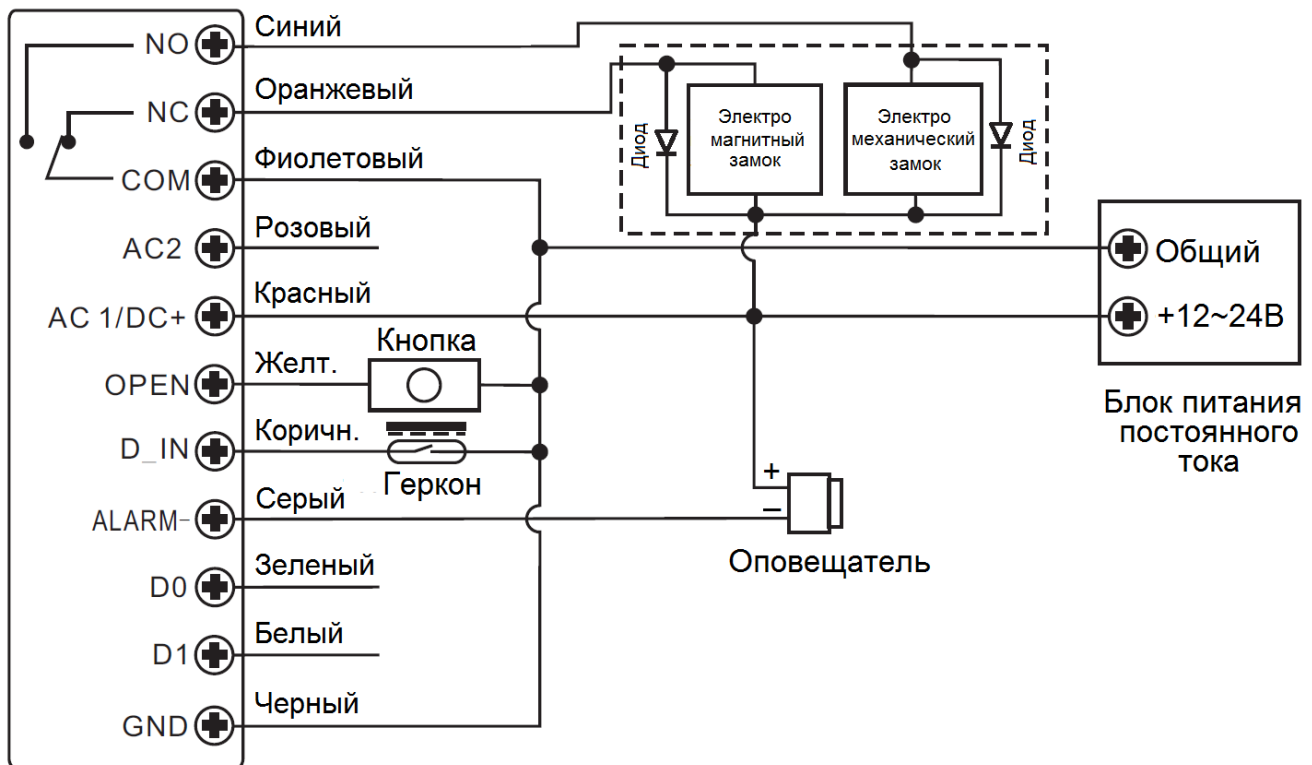 NO
Синий
NC
Оранжевый
COM
Фиолетовый
AC2
Розовый
AC 1/DC+
Красный
OPEN
Желт.
Кнопка
D_IN
Коричн.
Геркон
ALARM-
Серый
D0
Зеленый
D1
Белый
GND
Черный
Диод
Электро
магнитный
замок
Электро
механический
замок
Диод
Общий
+12~24В
Блок питания
постоянного
тока
+
–
Оповещатель